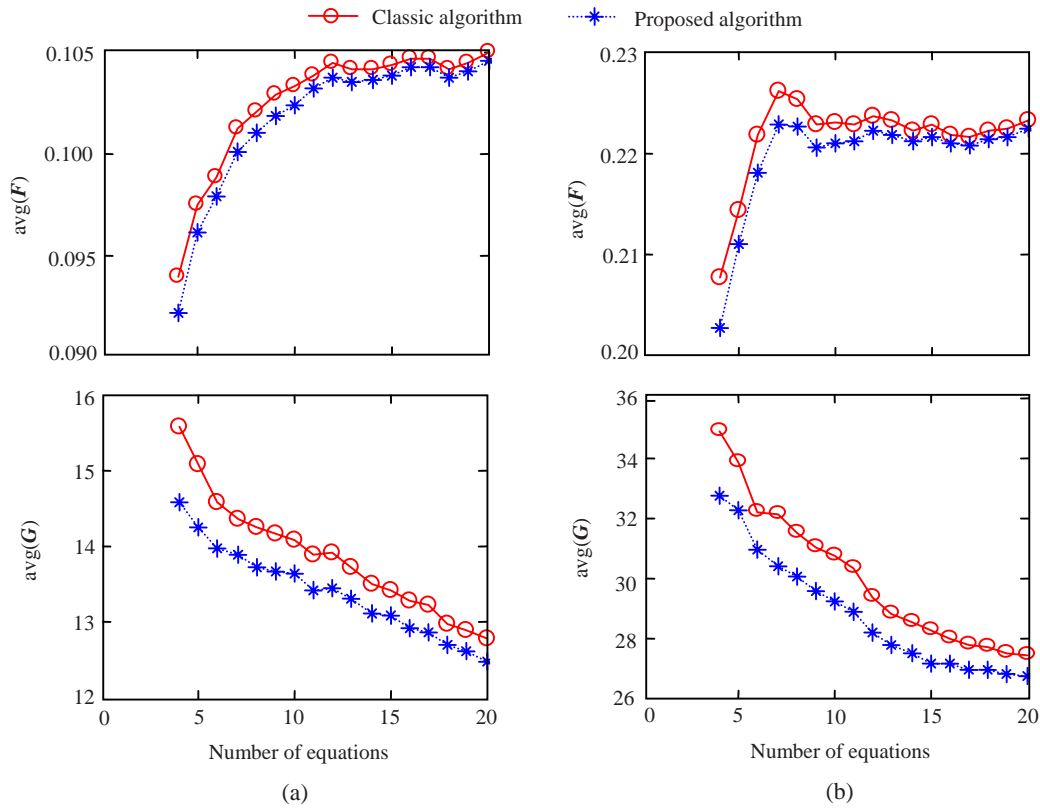 Classic algorithm
Proposed algorithm
0.105
0.100
0.095
0.090
avg(F)
0.23
0.22
0.21
0.20
avg(F)
16
15
14
13
12
avg(G)
0
5
10
15
20
Number of equations
(a)
36
34
32
30
28
26
avg(G)
0
5
10
15
20
Number of equations
(b)